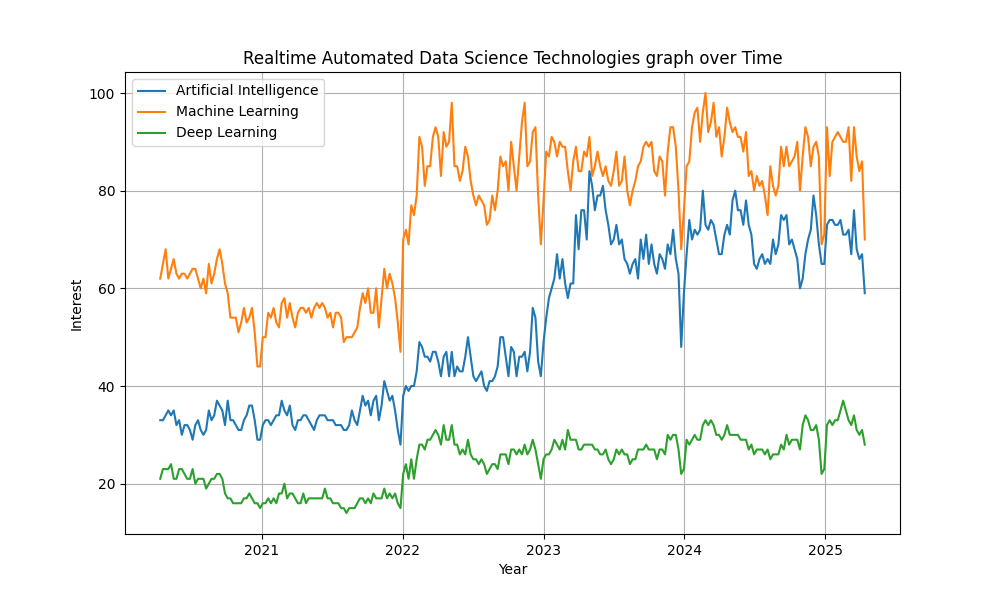 Realtime Automated Data Science Technologies graph over Time
Artificial Intelligence
Machine Learning
Deep Learning
100
80
60
40
20
Interest
2021 2022 2023 2024 2025
Year